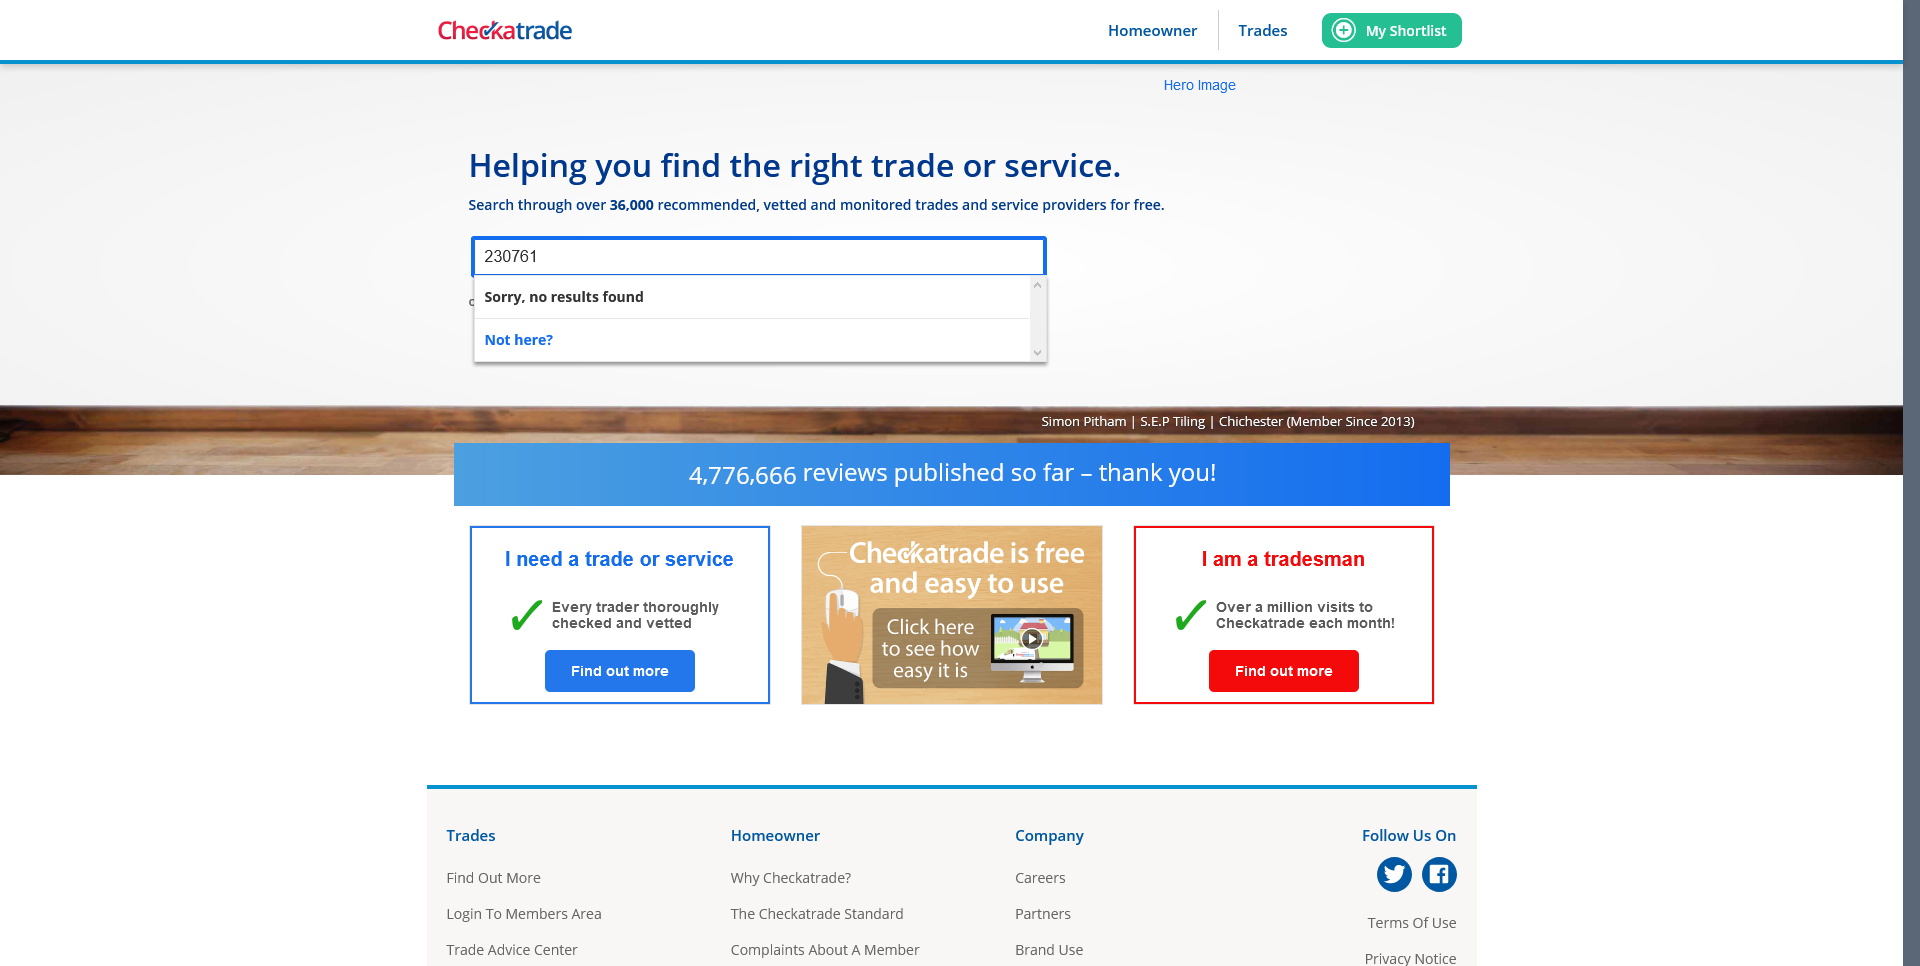 Checkatrade
Homeowner
Trades
My Shortlist
Hero Image
Helping you find the right trade or service.
Search through over 36,000 recommended, vetted and monitored trades and service providers for free.
230761
Sorry, no results found
Not here?
Simon Pitham | S.E.P Tiling | Chichester (Member Since 2013)
4,776,666 reviews published so far – thank you!
I need a trade or service
Every trader thoroughly
checked and vetted
Find out more
Checkatrade is free
and easy to use
Click here
to see how
easy it is
I am a tradesman
Over a million visits to
Checkatrade each month!
Find out more
Trades
Find Out More
Login To Members Area
Trade Advice Center
Homeowner
Why Checkatrade?
The Checkatrade Standard
Complaints About A Member
Company
Careers
Partners
Brand Use
Follow Us On
Terms Of Use
Privacy Notice